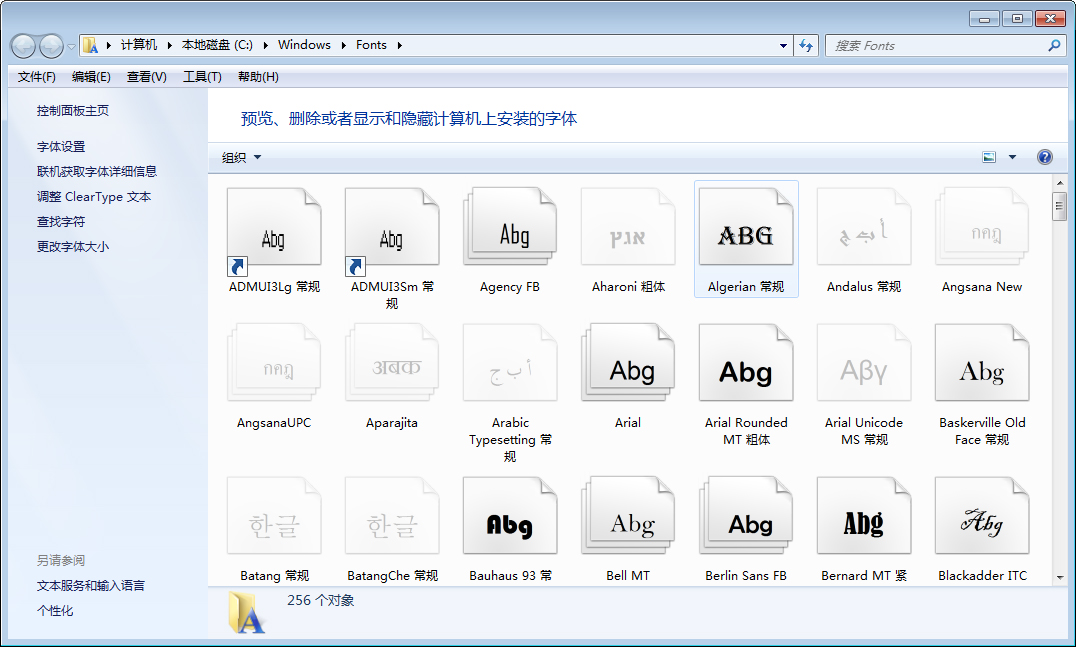 计算机 本地磁盘 (C:) Windows Fonts 搜索 Fonts
文件(F) 编辑(E) 查看(V) 工具(T) 帮助(H)
控制面板主页
字体设置
联机获取字体详细信息
调整 ClearType 文本
查找字符
更改字体大小
另请参阅
文本服务和输入语言
个性化
预览、删除或者显示和隐藏计算机上安装的字体
组织
Abg Abg Abg אנץ ABG أ ب ج กคฎ
ADMUI3Lg 常规 ADMUI3Sm 常 Agency FB Aharoni 粗体 Algerian 常规 Andalus 常规 Angsana New
规
กคฎ अबक أ ب ج Abg Abg Αβγ Abg
AngsanaUPC Aparajita Arabic Arial Arial Rounded Arial Unicode Baskerville Old
Typesetting 常 MT 粗体 MS 常规 Face 常规
规
한글 한글 Abg Abg Abg Abg Abg
Batang 常规 BatangChe 常规 Bauhaus 93 常 Bell MT Berlin Sans FB Bernard MT 紧 Blackadder ITC
256 个对象